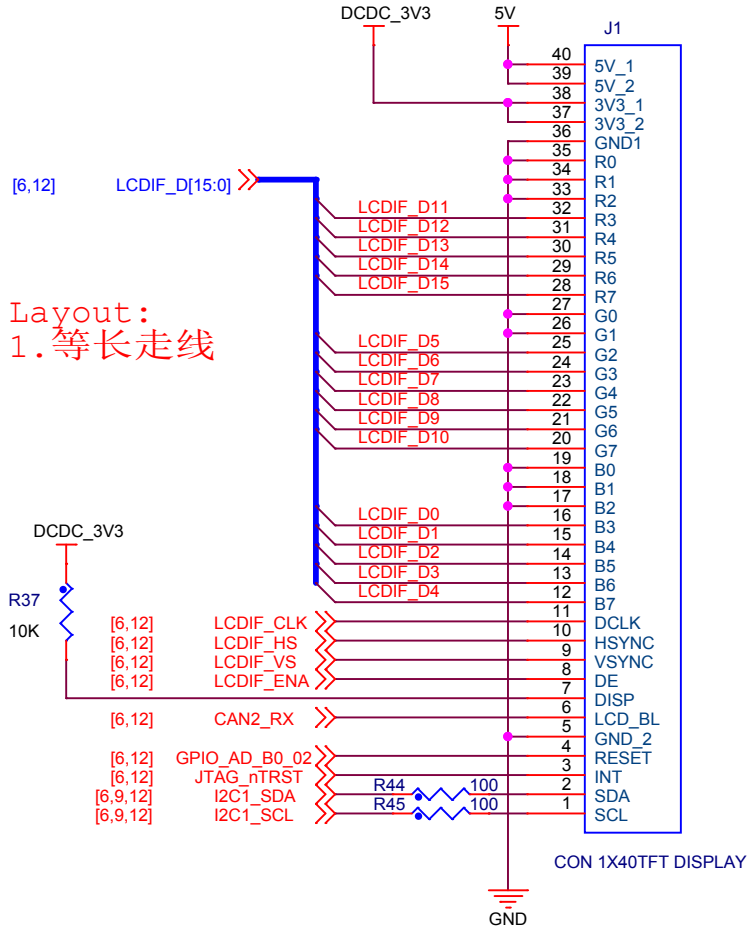 DCDC_3V3 5V
J1
40 5V_1
39 5V_2
38 3V3_1
37 3V3_2
36 GND1
35 R0
34 R1
33 R2
[6,12] LCDIF_D[15:0]
LCDIF_D11 32 R3
LCDIF_D12 31 R4
LCDIF_D13 30 R5
LCDIF_D14 29 R6
LCDIF_D15 28 R7
27 G0
26 G1
Layout:
1.等长走线
LCDIF_D5 25 G2
LCDIF_D6 24 G3
LCDIF_D7 23 G4
LCDIF_D8 22 G5
LCDIF_D9 21 G6
LCDIF_D10 20 G7
19 B0
18 B1
17 B2
LCDIF_D0 16 B3
LCDIF_D1 15 B4
LCDIF_D2 14 B5
LCDIF_D3 13 B6
LCDIF_D4 12 B7
DCDC_3V3
R37
10K
[6,12] LCDIF_CLK 11 DCLK
[6,12] LCDIF_HS 10 HSYNC
[6,12] LCDIF_VS 9 VSYNC
[6,12] LCDIF_ENA 8 DE
7 DISP
[6,12] CAN2_RX 6 LCD_BL
5 GND_2
[6,12] GPIO_AD_B0_02 4 RESET
[6,12] JTAG_nTRST 3 INT
[6,9,12] I2C1_SDA R44 100 2 SDA
[6,9,12] I2C1_SCL R45 100 1 SCL
CON 1X40TFT DISPLAY
GND